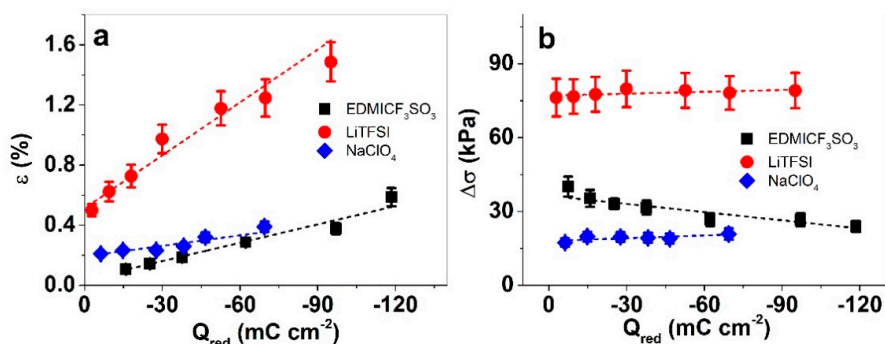 a
ε (%)
1.6
1.2
0.8
0.4
0.0
EDMICF₃SO₃
LiTFSI
NaClO₄
0 -30 -60 -90 -120
Q_red (mC cm⁻²)
b
Δσ (kPa)
90
60
30
0
EDMICF₃SO₃
LiTFSI
NaClO₄
0 -30 -60 -90 -120
Q_red (mC cm⁻²)